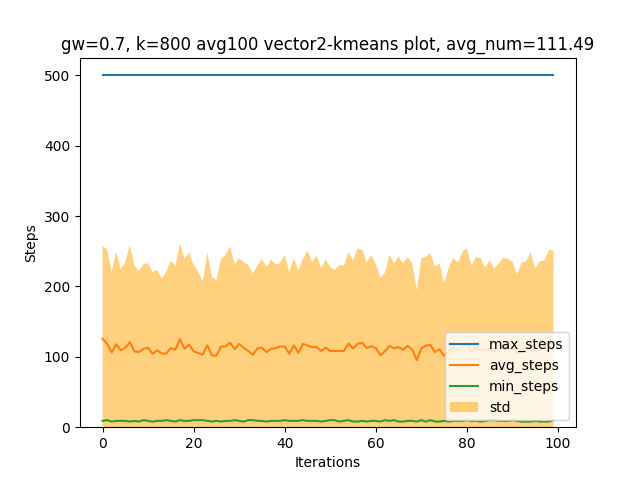 gw=0.7, k=800 avg100 vector2-kmeans plot, avg_num=111.49
500
400
300
200
100
0
Steps
max_steps
avg_steps
min_steps
std
0 20 40 60 80 100
Iterations